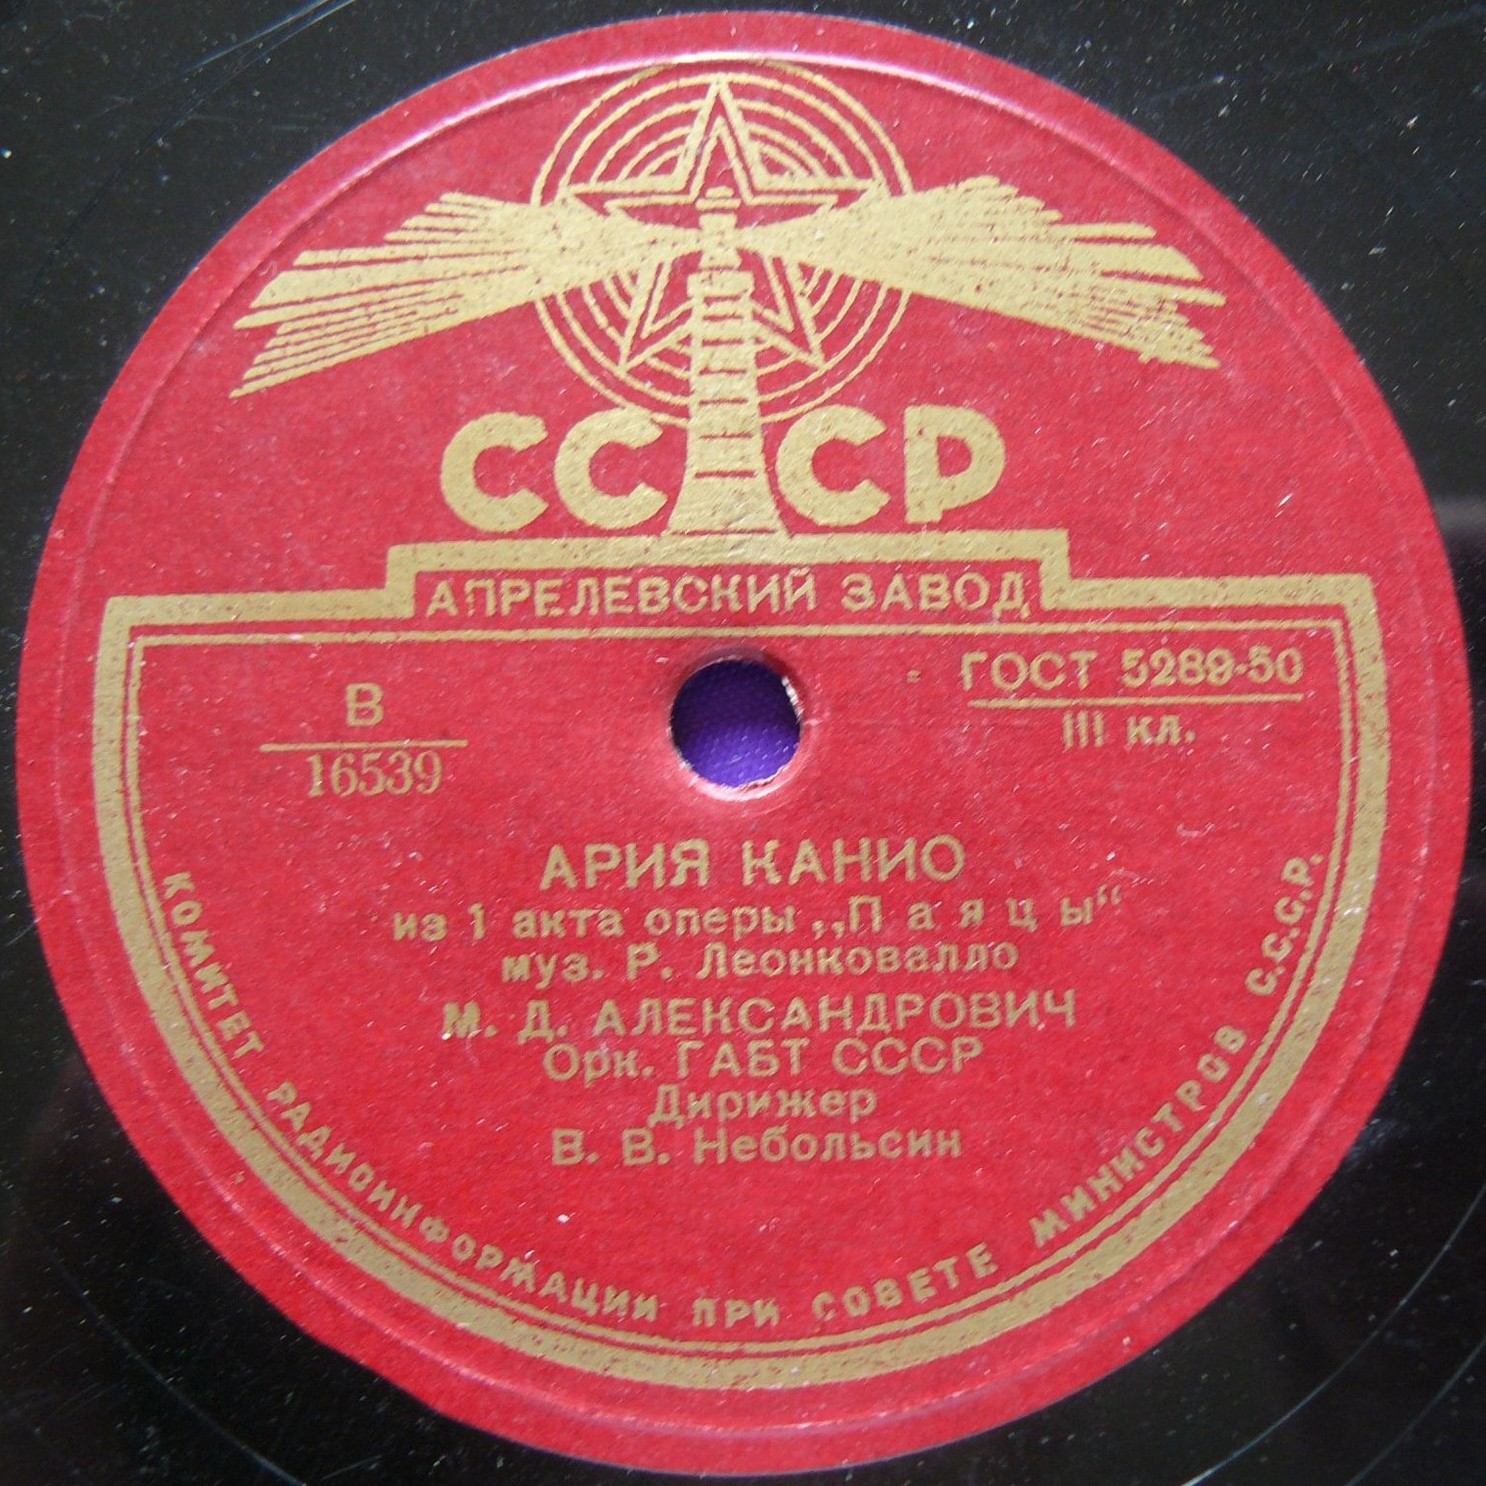 СССР
АПРЕЛЕВСКИЙ ЗАВОД
В
16539
ГОСТ 5289-50
III кл.
АРИЯ КАНИО
из 1 акта оперы „Паяцы“
муз. Р. Леонковалло
М. Д. АЛЕКСАНДРОВИЧ
Орк. ГАБТ СССР
Дирижер
В. В. Небольсин
КОМИТЕТ РАДИОИНФОРМАЦИИ ПРИ СОВЕТЕ МИНИСТРОВ С.С.С.Р.